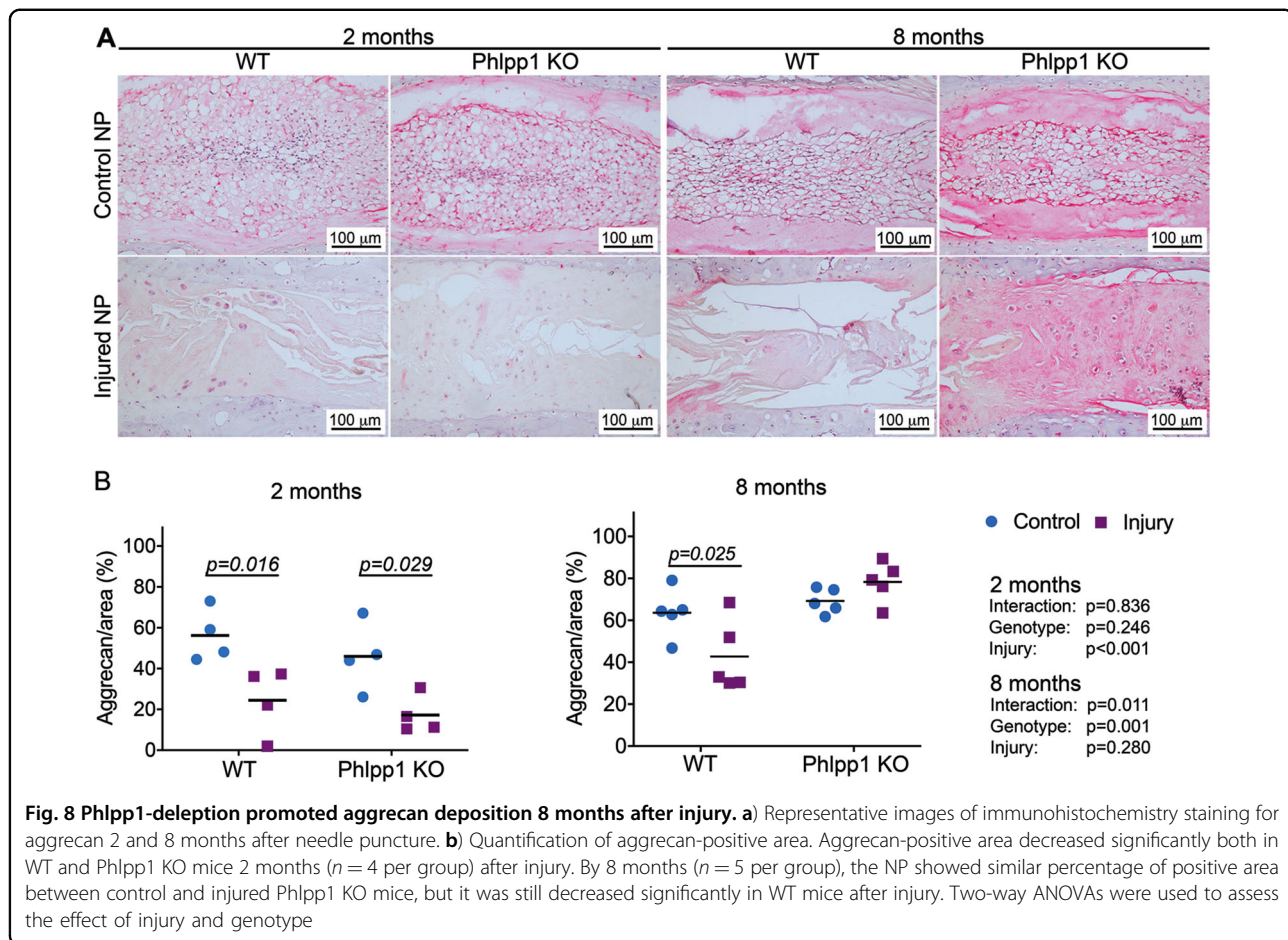 A
2 months
8 months
WT
Phlpp1 KO
WT
Phlpp1 KO
Control NP
100 µm
100 µm
100 µm
100 µm
Injured NP
100 µm
100 µm
100 µm
100 µm
B
2 months
8 months
Aggrecan/area (%)
100
80
60
40
20
0
p=0.016
p=0.029
WT
Phlpp1 KO
Aggrecan/area (%)
100
80
60
40
20
0
p=0.025
WT
Phlpp1 KO
Control Injury
2 months
Interaction: p=0.836
Genotype: p=0.246
Injury: p<0.001
8 months
Interaction: p=0.011
Genotype: p=0.001
Injury: p=0.280
Fig. 8 Phlpp1-deleption promoted aggrecan deposition 8 months after injury. a) Representative images of immunohistochemistry staining for
aggrecan 2 and 8 months after needle puncture. b) Quantification of aggrecan-positive area. Aggrecan-positive area decreased significantly both in
WT and Phlpp1 KO mice 2 months (n = 4 per group) after injury. By 8 months (n = 5 per group), the NP showed similar percentage of positive area
between control and injured Phlpp1 KO mice, but it was still decreased significantly in WT mice after injury. Two-way ANOVAs were used to assess
the effect of injury and genotype